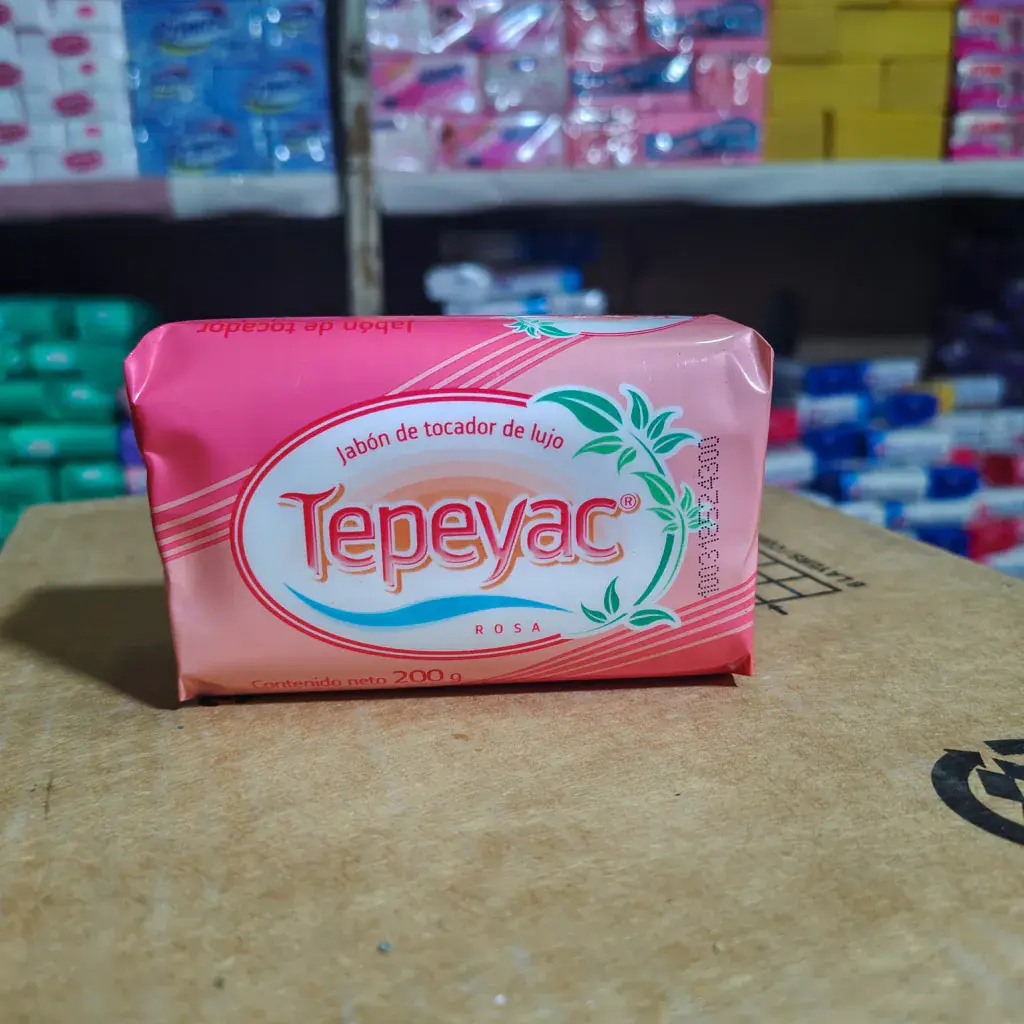 Jabón de tocador
Jabón de tocador de lujo
Tepeyac®
ROSA
Contenido neto 200 g